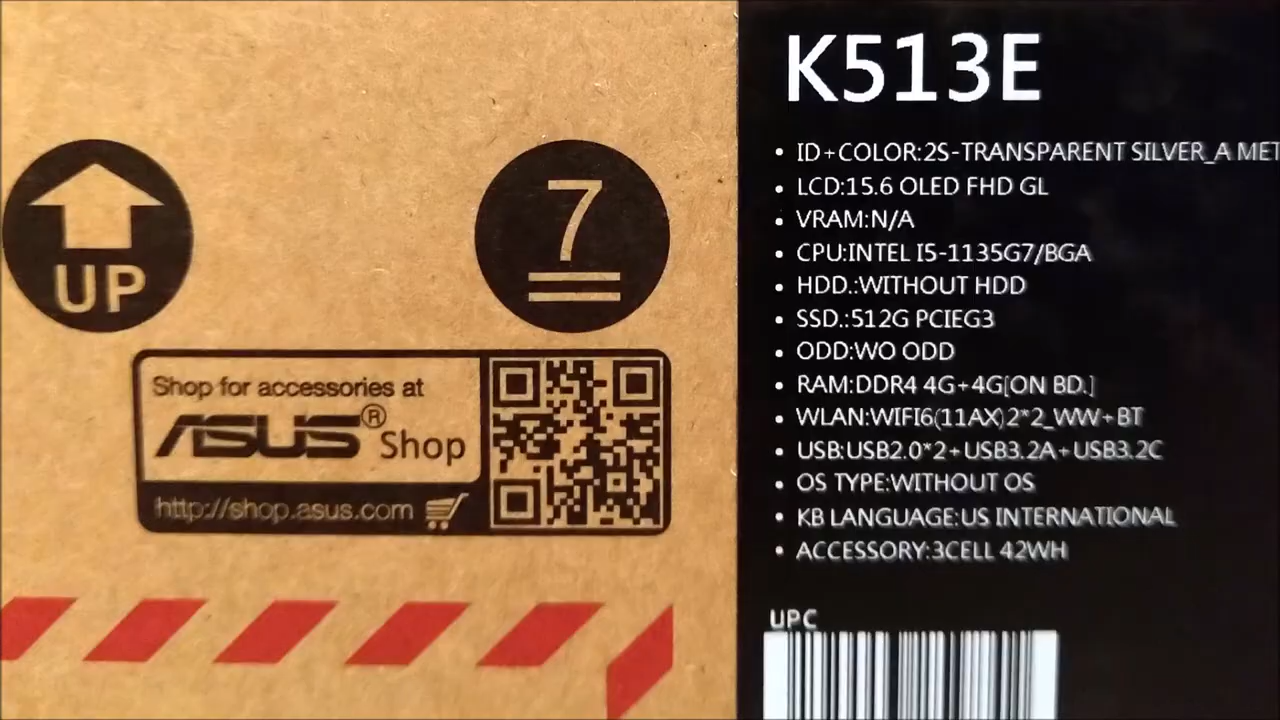 UP
7
Shop for accessories at
ASUS® Shop
http://shop.asus.com
K513E
• ID+COLOR:2S-TRANSPARENT SILVER_A MET
• LCD:15.6 OLED FHD GL
• VRAM:N/A
• CPU:INTEL I5-1135G7/BGA
• HDD.:WITHOUT HDD
• SSD.:512G PCIEG3
• ODD:WO ODD
• RAM:DDR4 4G+4G[ON BD.]
• WLAN:WIFI6(11AX)2*2_WW+BT
• USB:USB2.0*2+USB3.2A+USB3.2C
• OS TYPE:WITHOUT OS
• KB LANGUAGE:US INTERNATIONAL
• ACCESSORY:3CELL 42WH
UPC